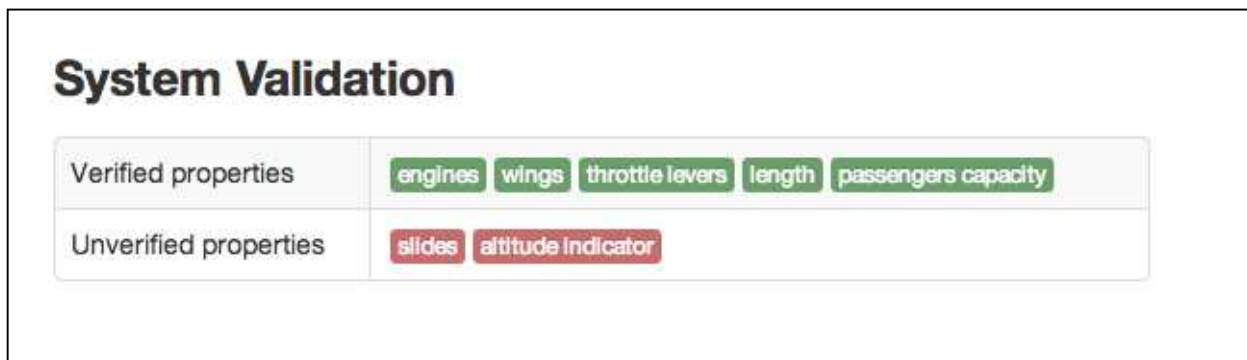 System Validation
Verified properties engines wings throttle levers length passengers capacity
Unverified properties slides altitude indicator